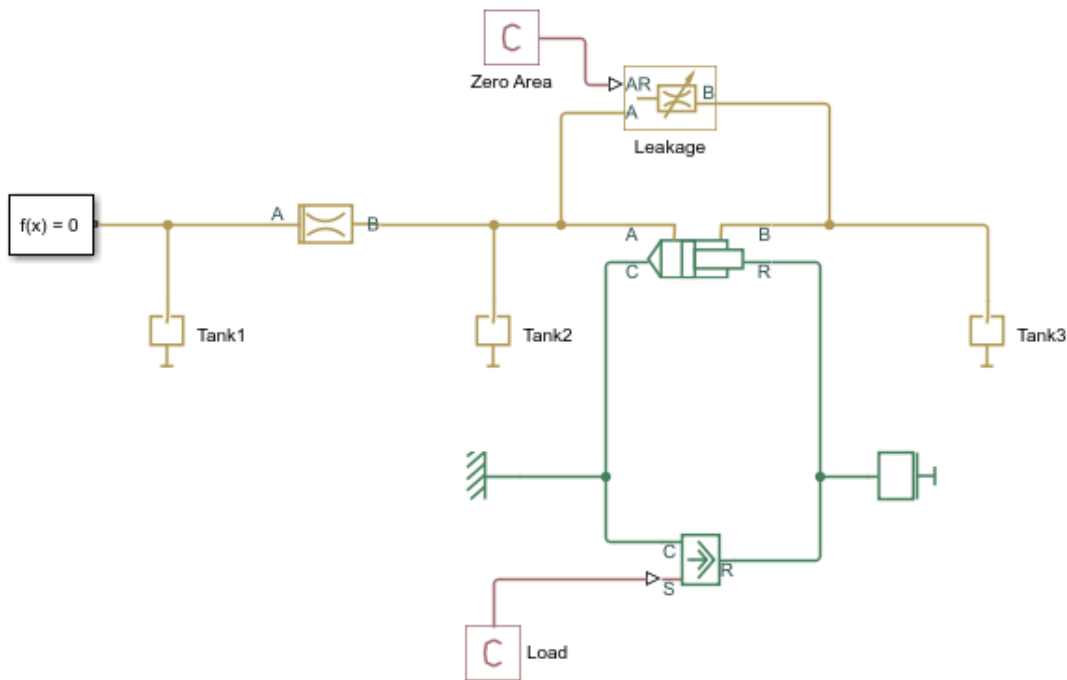 C
Zero Area
AR
A
B
Leakage
f(x) = 0
A
B
A
B
C
R
Tank1
Tank2
Tank3
C
S
R
C
Load